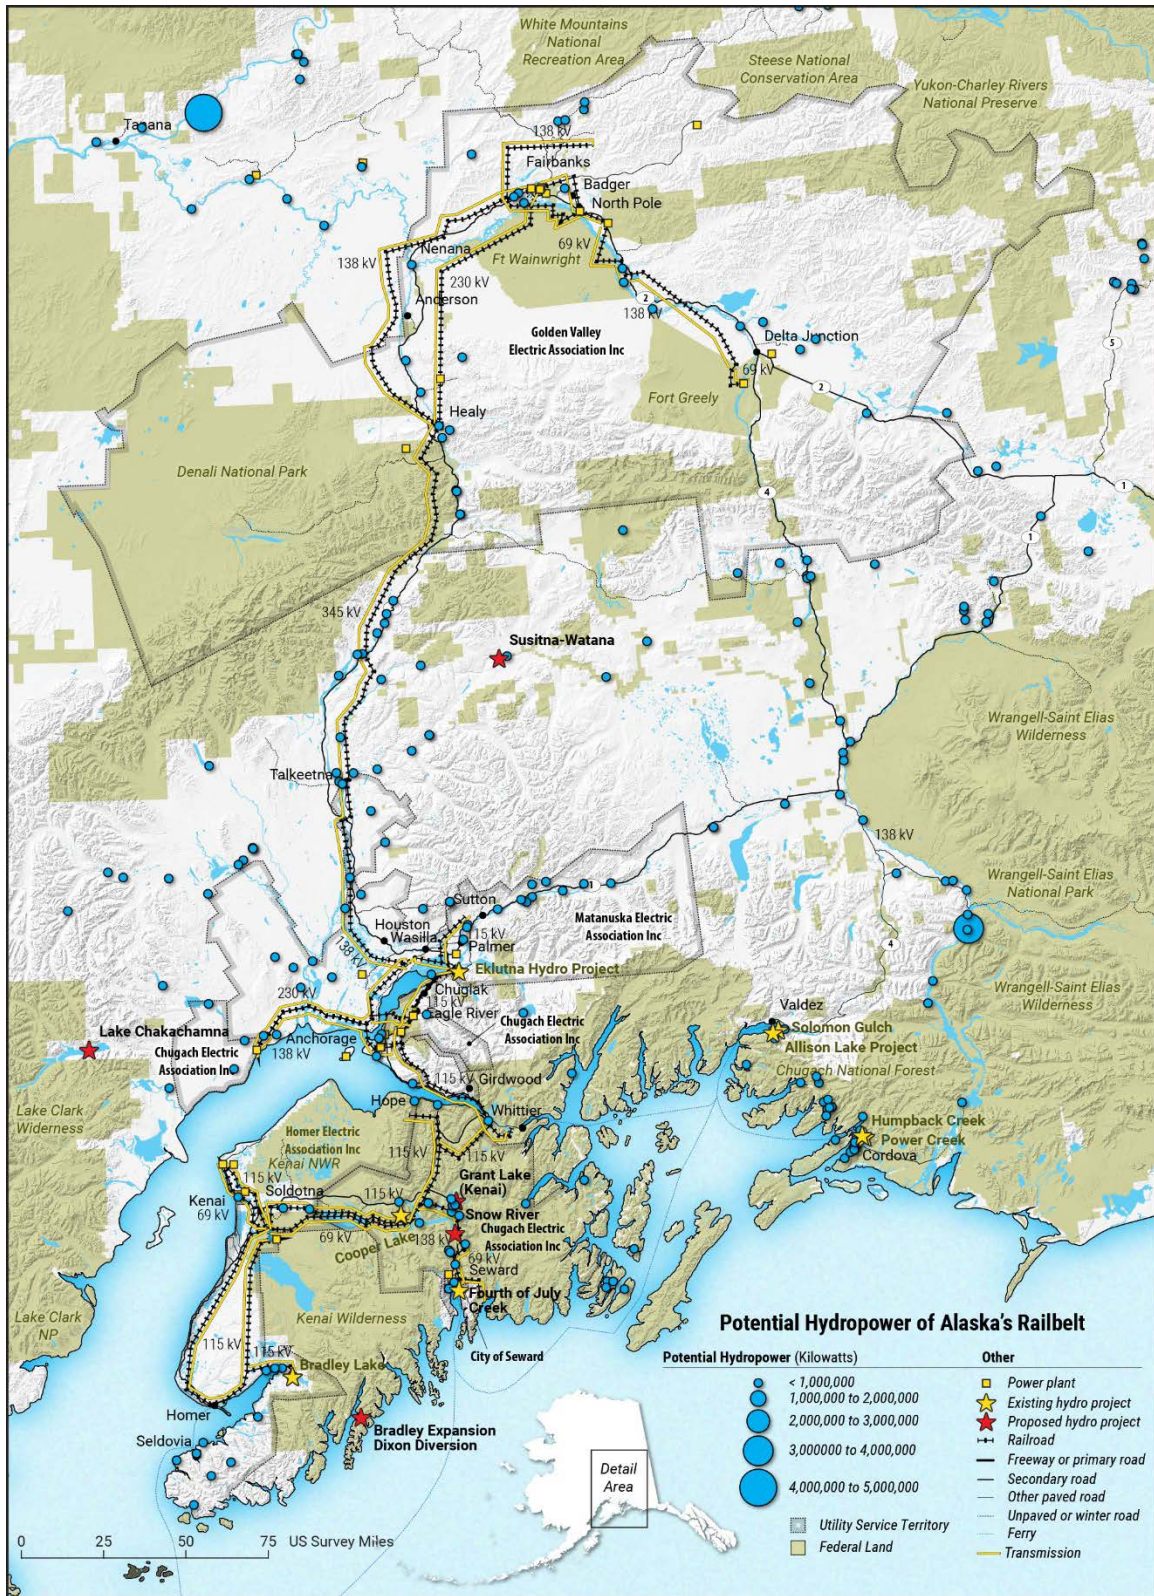 White Mountains
National
Recreation Area
Steese National
Conservation Area
Yukon-Charley Rivers
National Preserve
Tanana
138 kV
Fairbanks
Badger
North Pole
69 kV
Ft Wainwright
Nenana
138 kV
230 kV
Anderson
2
138 kV
Golden Valley
Electric Association Inc
Delta Junction
5
69 kV
2
Fort Greely
Healy
Denali National Park
4
1
1
345 kV
Susitna-Watana
Wrangell-Saint Elias
Wilderness
Talkeetna
138 kV
Wrangell-Saint Elias
National Park
1
Sutton
Houston
Wasilla
115 kV
Palmer
Matanuska Electric
Association Inc
138 kV
4
Eklutna Hydro Project
Chugiak
230 kV
115 kV
Eagle River
Wrangell-Saint Elias
Wilderness
Valdez
Lake Chakachamna
Chugach Electric
Association Inc
138 kV
Anchorage
Chugach Electric
Association Inc
Solomon Gulch
Allison Lake Project
Chugach National Forest
115 kV
Girdwood
Lake Clark
Widerness
Hope
Whittier
Humpback Creek
Power Creek
Cordova
Homer Electric
Association Inc
Kenai NWR
115 kV
115 kV
115 kV
Grant Lake
(Kenai)
Kenai
Soldotna
115 kV
69 kV
Snow River
Chugach Electric
Association Inc
69 kV
Cooper Lake
138 kV
69 kV
Seward
Fourth of July
Creek
Lake Clark
NP
Kenai Wilderness
115 kV
115 kV
Bradley Lake
City of Seward
Homer
Seldovia
Bradley Expansion
Dixon Diversion
Potential Hydropower of Alaska's Railbelt
Potential Hydropower (Kilowatts)
< 1,000,000
1,000,000 to 2,000,000
2,000,000 to 3,000,000
3,000000 to 4,000,000
4,000,000 to 5,000,000
Utility Service Territory
Federal Land
Other
Power plant
Existing hydro project
Proposed hydro project
Railroad
Freeway or primary road
Secondary road
Other paved road
Unpaved or winter road
Ferry
Transmission
Detail
Area
0 25 50 75 US Survey Miles